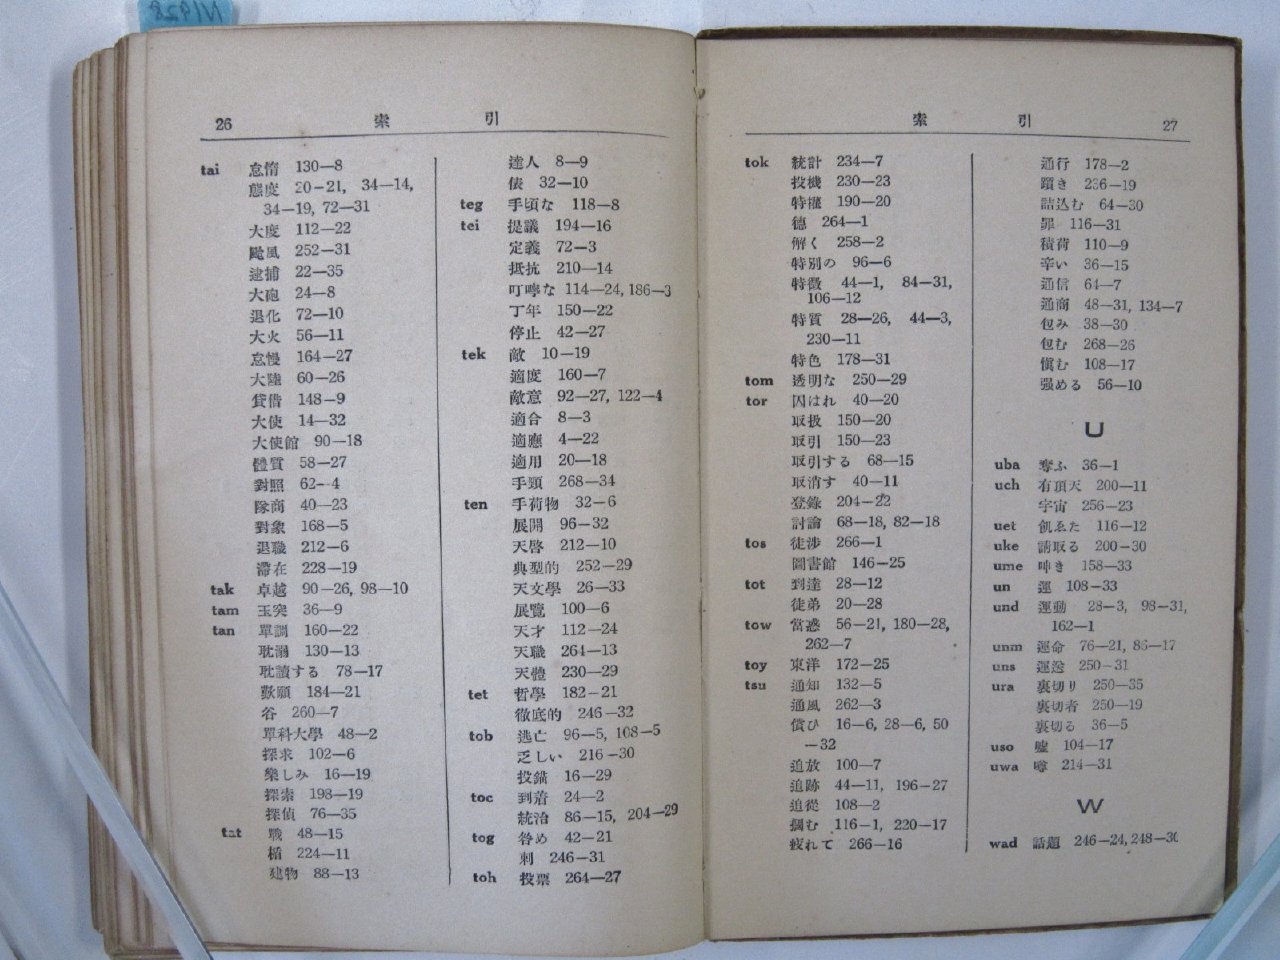 26 索 引
tai 怠惰 130—8
態度 20—21, 34—14,
34—19, 72—31
大度 112—22
颱風 252—31
逮捕 22—35
大砲 24—8
退化 72—10
大火 56—11
怠慢 164—27
大陸 60—26
貸借 148—9
大使 14—32
大使館 90—18
體質 58—27
對照 62—4
隊商 40—23
對象 168—5
退職 212—6
滯在 228—19
tak 卓越 90—26, 98—10
tam 玉突 36—9
tan 單調 160—22
耽溺 130—13
耽讀する 78—17
歎願 184—21
谷 260—7
單科大學 48—2
探求 102—6
樂しみ 16—19
探索 198—19
探偵 76—35
tat 戰 48—15
楯 224—11
建物 88—13
達人 8—9
俵 32—10
teg 手頃な 118—8
tei 提議 194—16
定義 72—3
抵抗 210—14
叮嚀な 114—24, 186—3
丁年 150—22
停止 42—27
tek 敵 10—19
適度 160—7
敵意 92—27, 122—4
適合 8—3
適應 4—22
適用 20—18
手頸 268—34
ten 手荷物 32—6
展開 96—32
天啓 212—10
典型的 252—29
天文學 26—33
展覽 100—6
天才 112—24
天職 264—13
天體 230—29
tet 哲學 182—21
徹底的 246—32
tob 逃亡 96—5, 108—5
乏しい 216—30
投錨 16—29
toc 到着 24—2
統治 86—15, 204—29
tog 咎め 42—21
刺 246—31
toh 投票 264—27
索 引 27
tok 統計 234—7
投機 230—23
特權 190—20
德 264—1
解く 258—2
特別の 96—6
特徵 44—1, 84—31,
106—12
特質 28—26, 44—3,
230—11
特色 178—31
tom 透明な 250—29
tor 囚はれ 40—20
取扱 150—20
取引 150—23
取引する 68—15
取消す 40—11
登錄 204—22
討論 68—18, 82—18
tos 徒涉 266—1
圖書館 146—25
tot 到達 28—12
徒弟 20—28
tow 當惑 56—21, 180—28,
262—7
toy 東洋 172—25
tsu 通知 132—5
通風 262—3
償ひ 16—6, 28—6, 50
—32
追放 100—7
追跡 44—11, 196—27
追從 108—2
摑む 116—1, 220—17
疲れて 266—16
通行 178—2
躓き 236—19
詰込む 64—30
罪 116—31
積荷 110—9
辛い 36—15
通信 64—7
通商 48—31, 134—7
包み 38—30
包む 268—26
愼む 108—17
强める 56—10
U
uba 奪ふ 36—1
uch 有頂天 200—11
宇宙 256—23
uet 創ゑた 116—12
uke 請取る 200—30
ume 呻き 158—33
un 運 108—33
und 運動 28—3, 98—31,
162—1
unm 運命 76—21, 86—17
uns 運漕 250—31
ura 裏切り 250—35
裏切者 250—19
裏切る 36—5
uso 噓 104—17
uwa 噂 214—31
W
wad 話題 246—24, 248—30